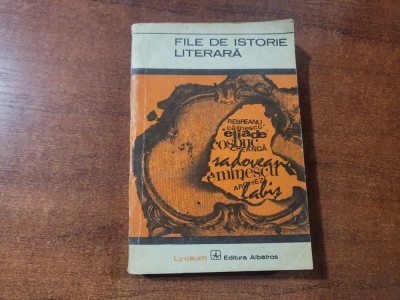 FILE DE ISTORIE
LITERARĂ
REBREANU
călinescu
eliade
coșbuc
CREANGĂ
sadoveanu
eminescu
ARGHEZI
labiș
Lyceum Editura Albatros